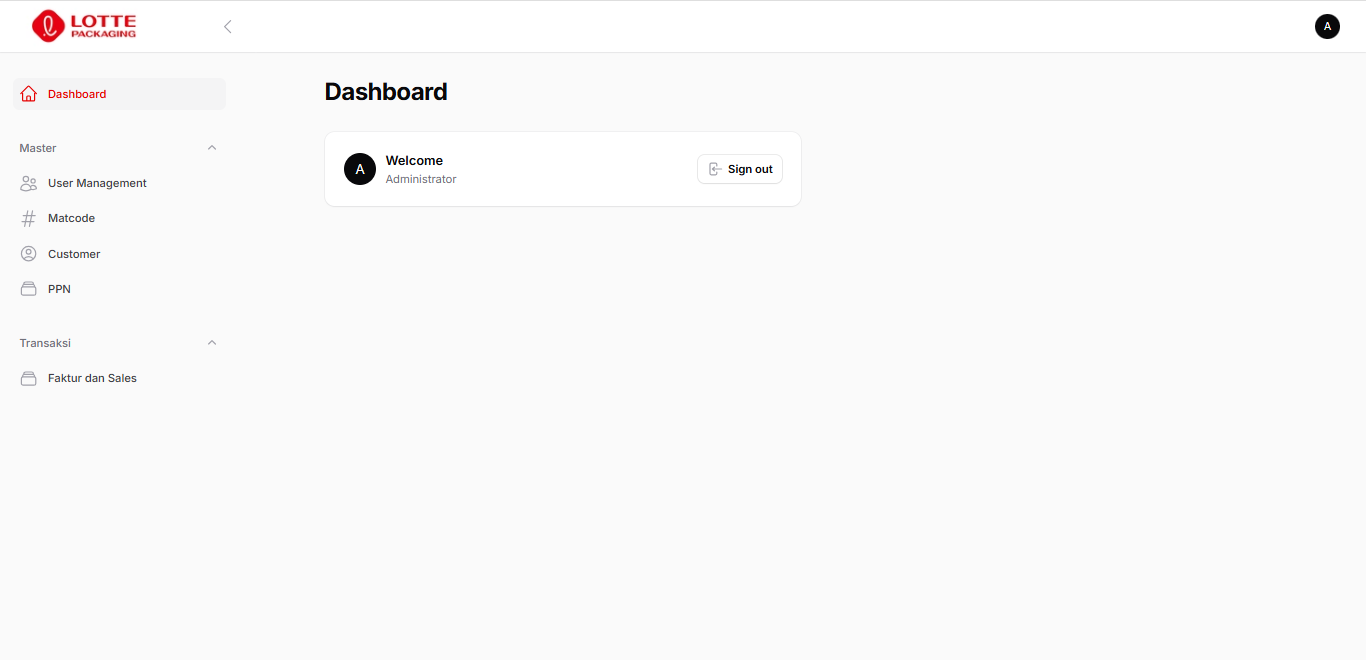 LOTTE
PACKAGING
A
Dashboard
Master
User Management
Matcode
Customer
PPN
Transaksi
Faktur dan Sales
Dashboard
A
Welcome
Administrator
Sign out